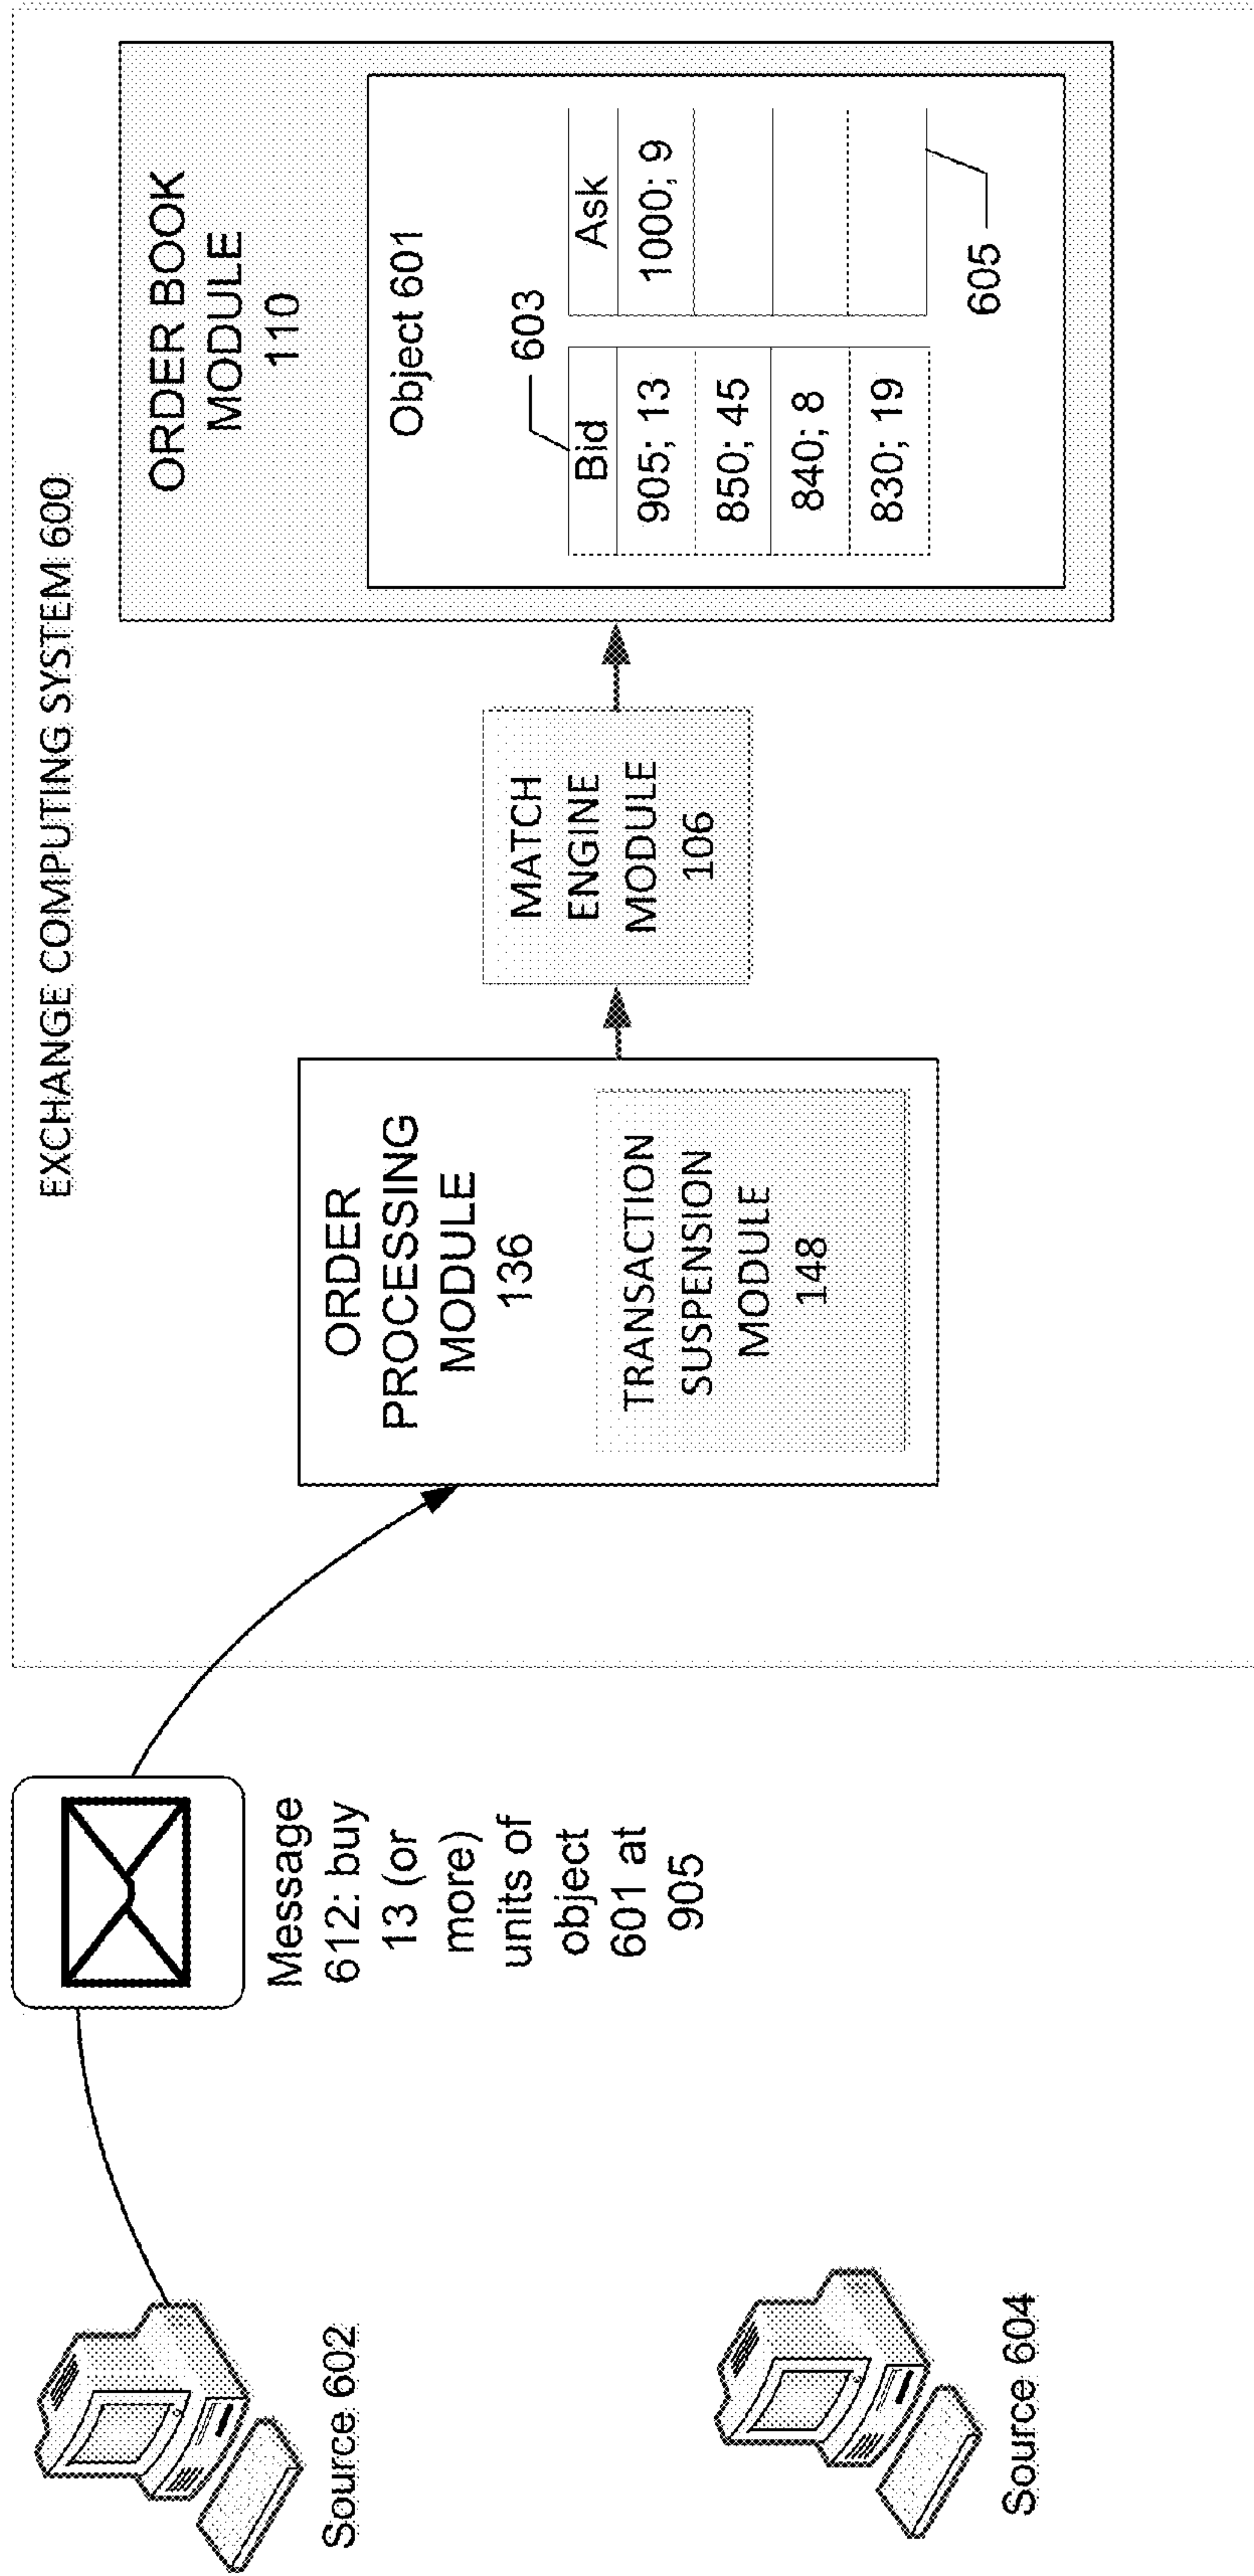 EXCHANGE COMPUTING SYSTEM 600
Source 602
Source 604
Message
612: buy
13 (or
more)
units of
object
601 at
905
ORDER
PROCESSING
MODULE
136
TRANSACTION
SUSPENSION
MODULE
148
MATCH
ENGINE
MODULE
106
ORDER BOOK
MODULE
110
Object 601
603
Bid
905; 13
850; 45
840; 8
830; 19
Ask
1000; 9
605